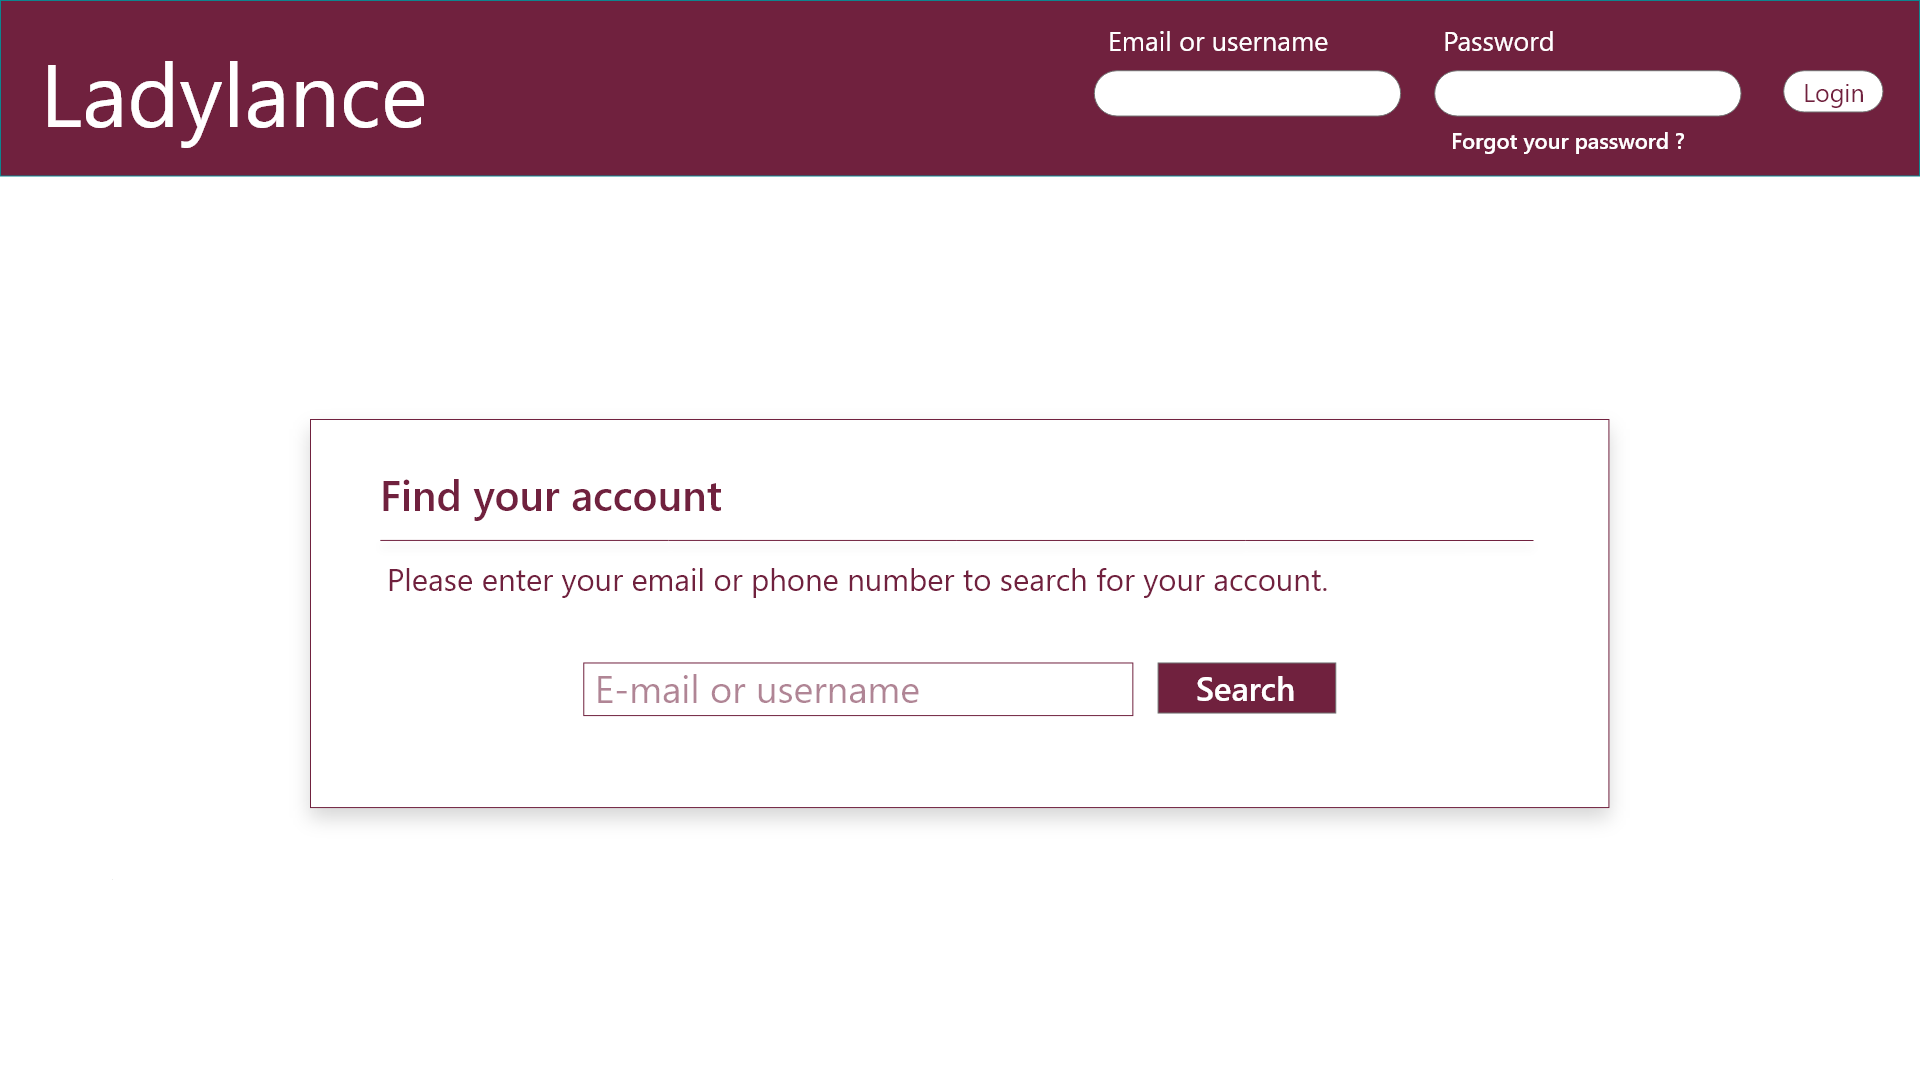 Ladylance
Email or username
Password
Login
Forgot your password ?
Find your account
Please enter your email or phone number to search for your account.
E-mail or username
Search